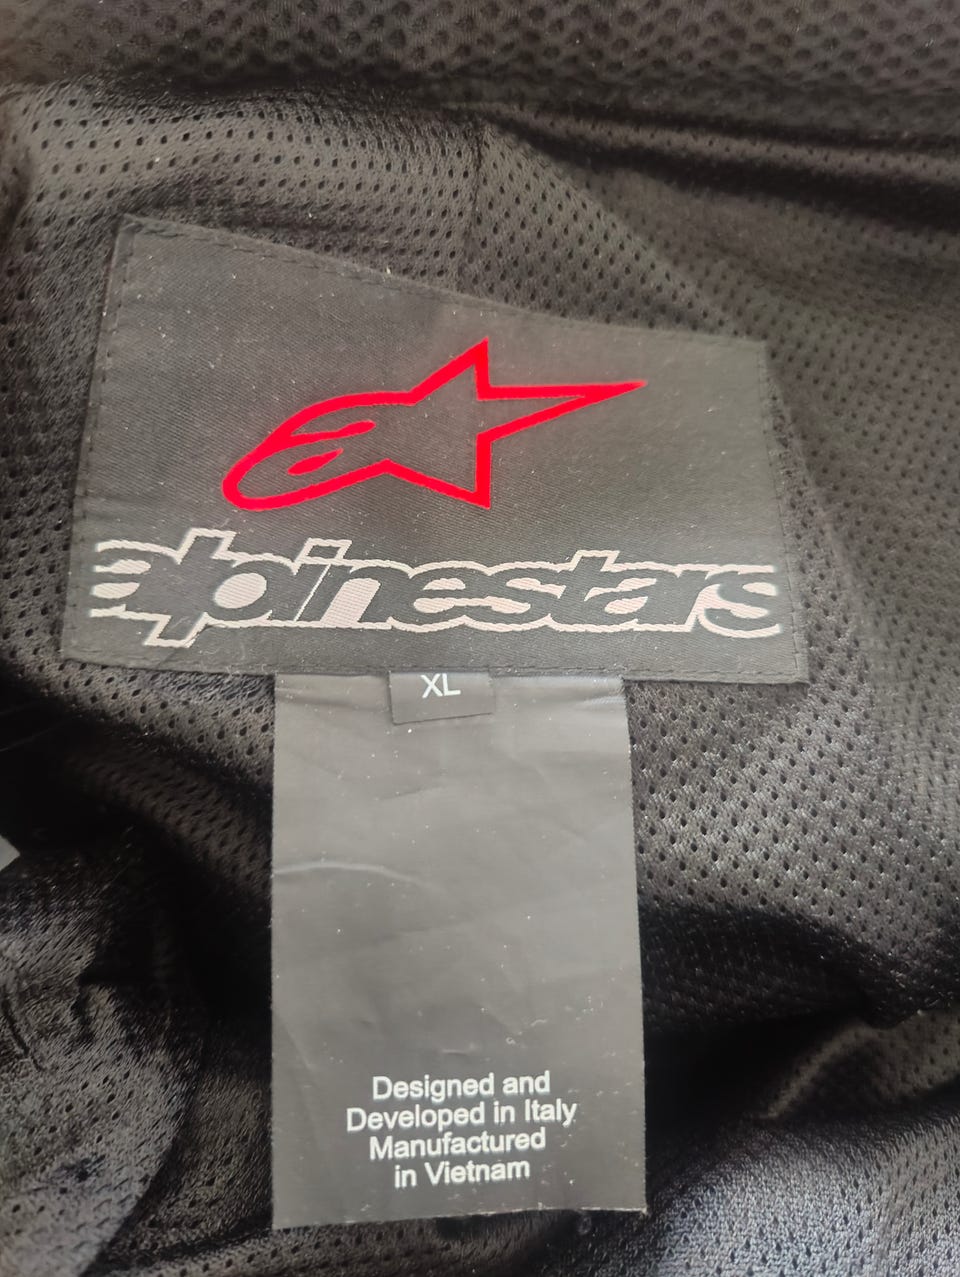 alpinestars
XL
Designed and
Developed in Italy
Manufactured
in Vietnam